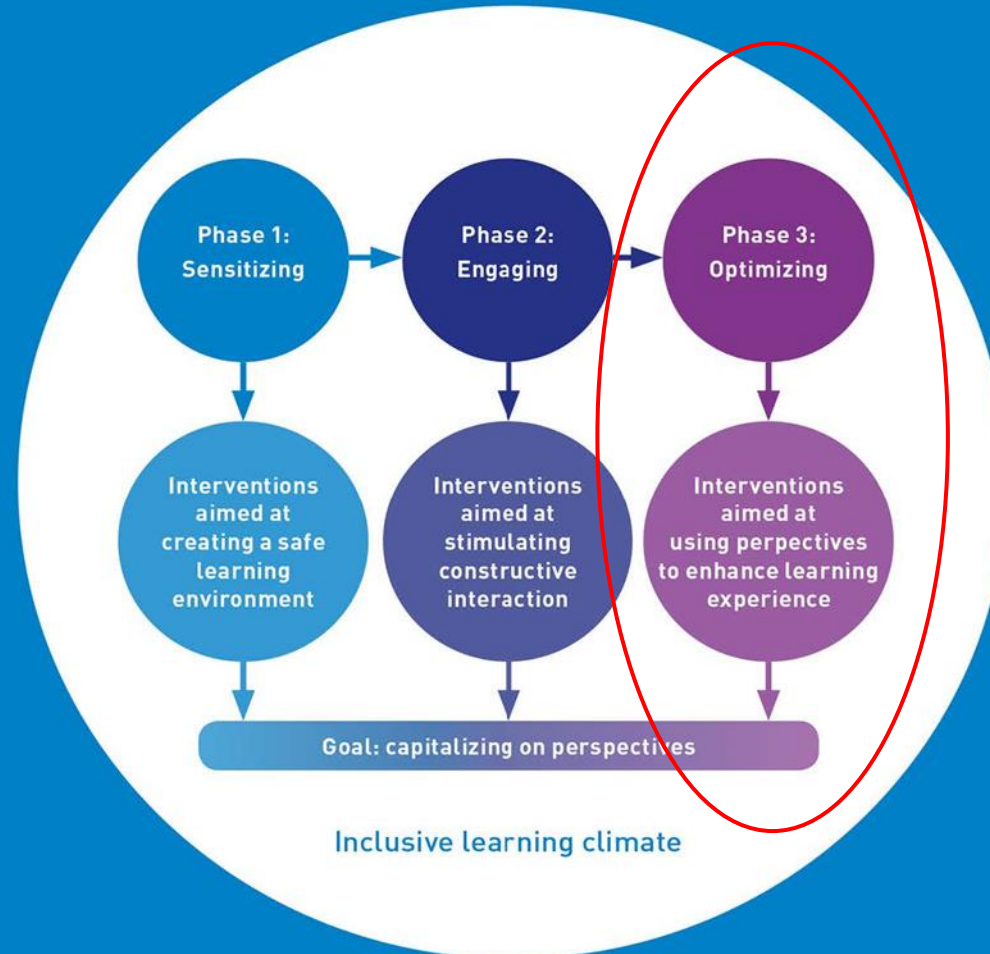 Phase 1:
Sensitizing
Phase 2:
Engaging
Phase 3:
Optimizing
Interventions
aimed at
creating a safe
learning
environment
Interventions
aimed at
stimulating
constructive
interaction
Interventions
aimed at
using perpectives
to enhance learning
experience
Goal: capitalizing on perspectives
Inclusive learning climate